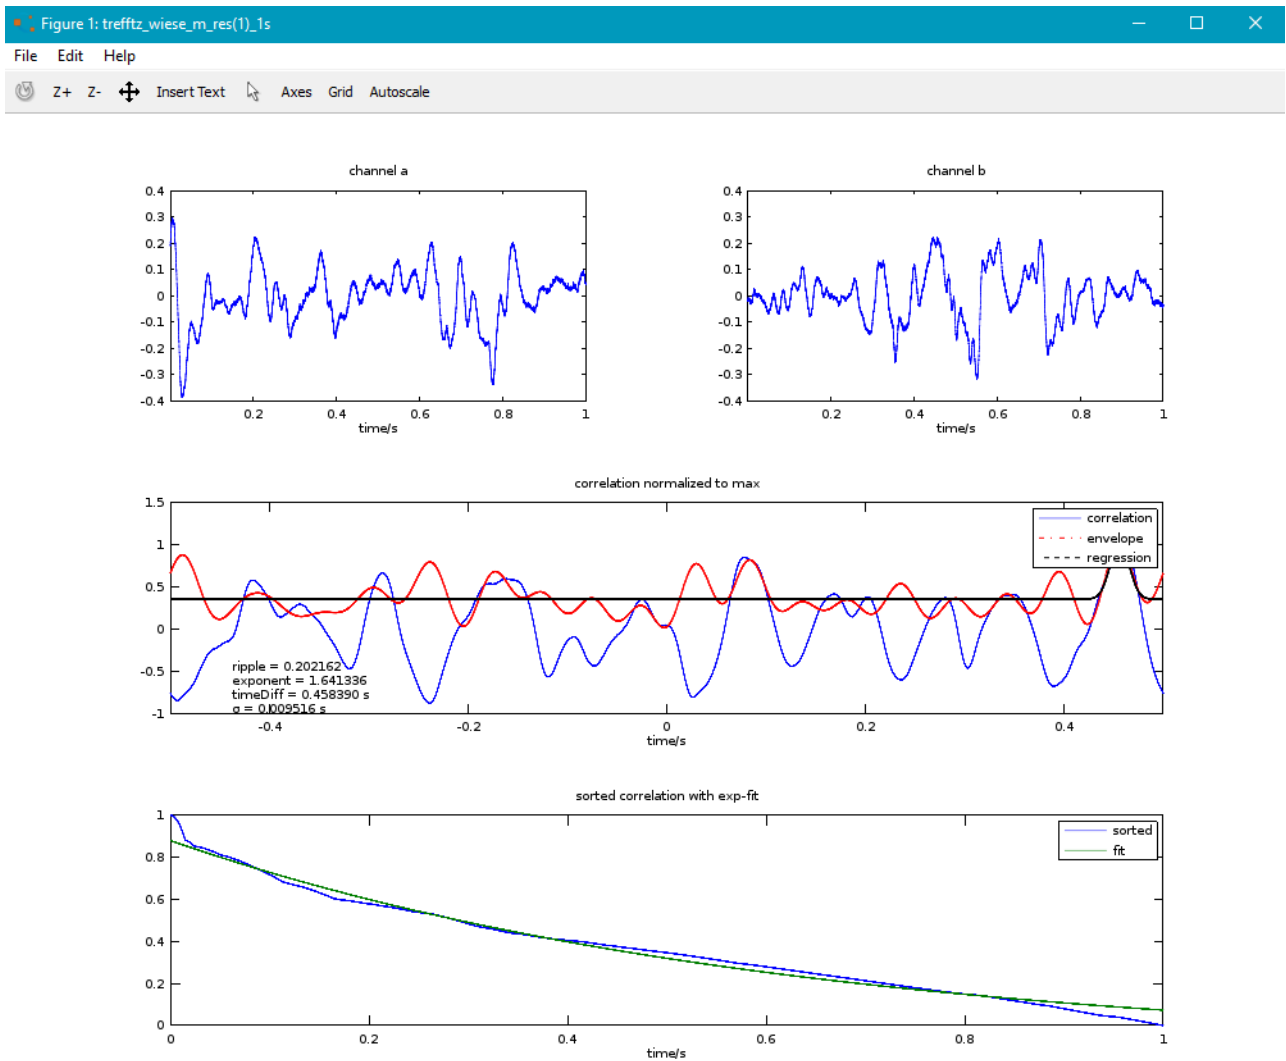 Figure 1: trefftz_wiese_m_res(1)_1s
File Edit Help
Z+ Z- Insert Text Axes Grid Autoscale
channel a
0.4
0.3
0.2
0.1
0
-0.1
-0.2
-0.3
-0.4
0.2 0.4 0.6 0.8 1
time/s
channel b
0.4
0.3
0.2
0.1
0
-0.1
-0.2
-0.3
-0.4
0.2 0.4 0.6 0.8 1
time/s
correlation normalized to max
1.5
1
0.5
0
-0.5
-1
correlation
envelope
regression
ripple = 0.202162
exponent = 1.641336
timeDiff = 0.458390 s
σ = 0.009516 s
-0.4 -0.2 0 0.2 0.4
time/s
sorted correlation with exp-fit
1
0.8
0.6
0.4
0.2
0
sorted
fit
0 0.2 0.4 0.6 0.8 1
time/s